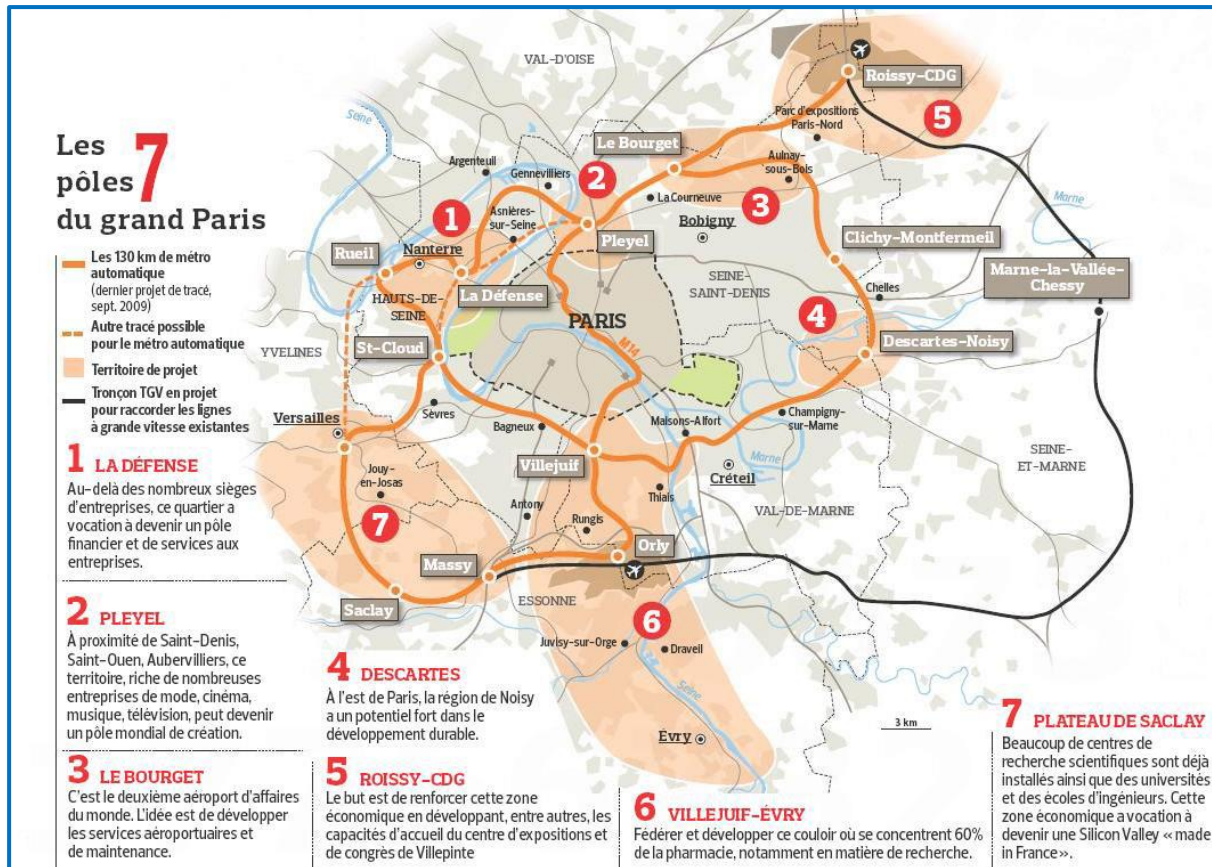 Les 7
pôles
du grand Paris
Les 130 km de métro
automatique
(dernier projet de tracé,
sept. 2009)
Autre tracé possible
pour le métro automatique
Territoire de projet
Tronçon TGV en projet
pour raccorder les lignes
à grande vitesse existantes
VAL-D'OISE
Roissy-CDG
5
Parc d'expositions
Paris-Nord
Seine
Le Bourget
Argenteuil
Gennevilliers
2
Aulnay-
sous-Bois
La Courneuve
3
Asnières-
sur-Seine
1
Marne
Pleyel
Bobigny
Clichy-Montfermeil
Rueil
Nanterre
La Défense
SEINE-
SAINT-DENIS
Marne-la-Vallée-
Chessy
Chelles
HAUTS-DE-
SEINE
PARIS
4
St-Cloud
M14
Descartes-Noisy
YVELINES
Sèvres
Versailles
Bagneux
Maisons-Alfort
Champigny-
sur-Marne
Villejuif
Marne
Créteil
SEINE-
ET-MARNE
Jouy-
en-Josas
Thiais
VAL-DE-MARNE
7
Antony
Rungis
Orly
Massy
Saclay
ESSONNE
6
Juvisy-sur-Orge
Draveil
Seine
Évry
3 km
1 LA DÉFENSE
Au-delà des nombreux sièges
d'entreprises, ce quartier a
vocation à devenir un pôle
financier et de services aux
entreprises.
2 PLEYEL
À proximité de Saint-Denis,
Saint-Ouen, Aubervilliers, ce
territoire, riche de nombreuses
entreprises de mode, cinéma,
musique, télévision, peut devenir
un pôle mondial de création.
3 LE BOURGET
C'est le deuxième aéroport d'affaires
du monde. L'idée est de développer
les services aéroportuaires et
de maintenance.
4 DESCARTES
À l'est de Paris, la région de Noisy
a un potentiel fort dans le
développement durable.
5 ROISSY-CDG
Le but est de renforcer cette zone
économique en développant, entre autres, les
capacités d'accueil du centre d'expositions et
de congrès de Villepinte
6 VILLEJUIF-ÉVRY
Fédérer et développer ce couloir où se concentrent 60%
de la pharmacie, notamment en matière de recherche.
7 PLATEAU DE SACLAY
Beaucoup de centres de
recherche scientifiques sont déjà
installés ainsi que des universités
et des écoles d'ingénieurs. Cette
zone économique a vocation à
devenir une Silicon Valley « made
in France ».